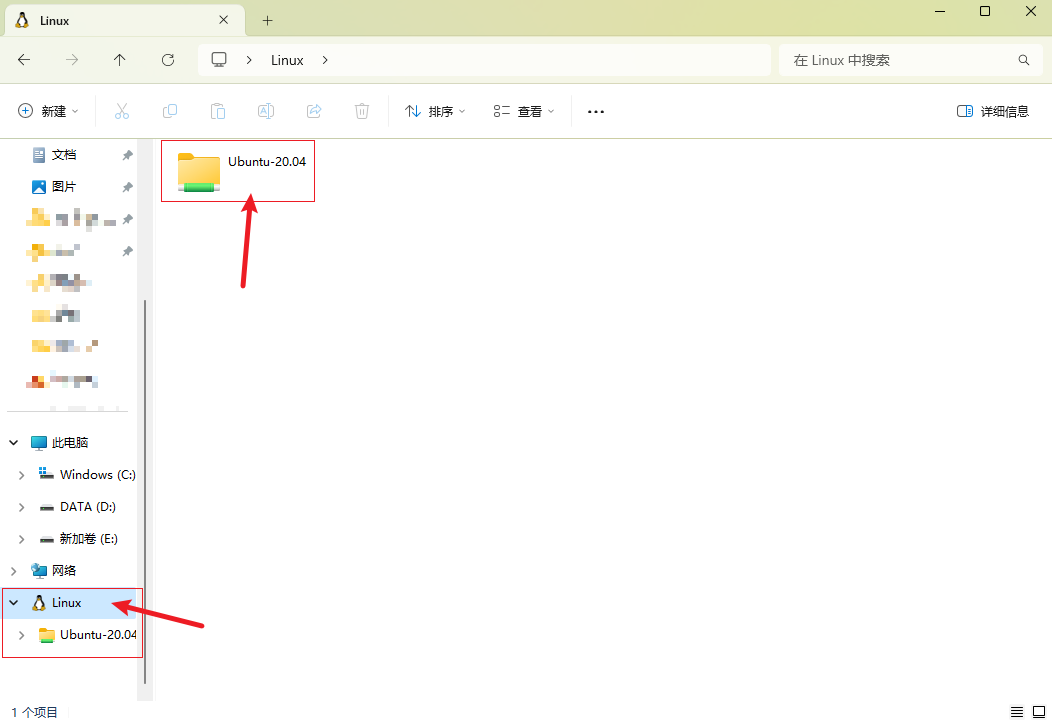 Linux
Linux
在 Linux 中搜索
新建
排序
查看
详细信息
文档
图片
此电脑
Windows (C:)
DATA (D:)
新加卷 (E:)
网络
Linux
Ubuntu-20.04
Ubuntu-20.04
1 个项目